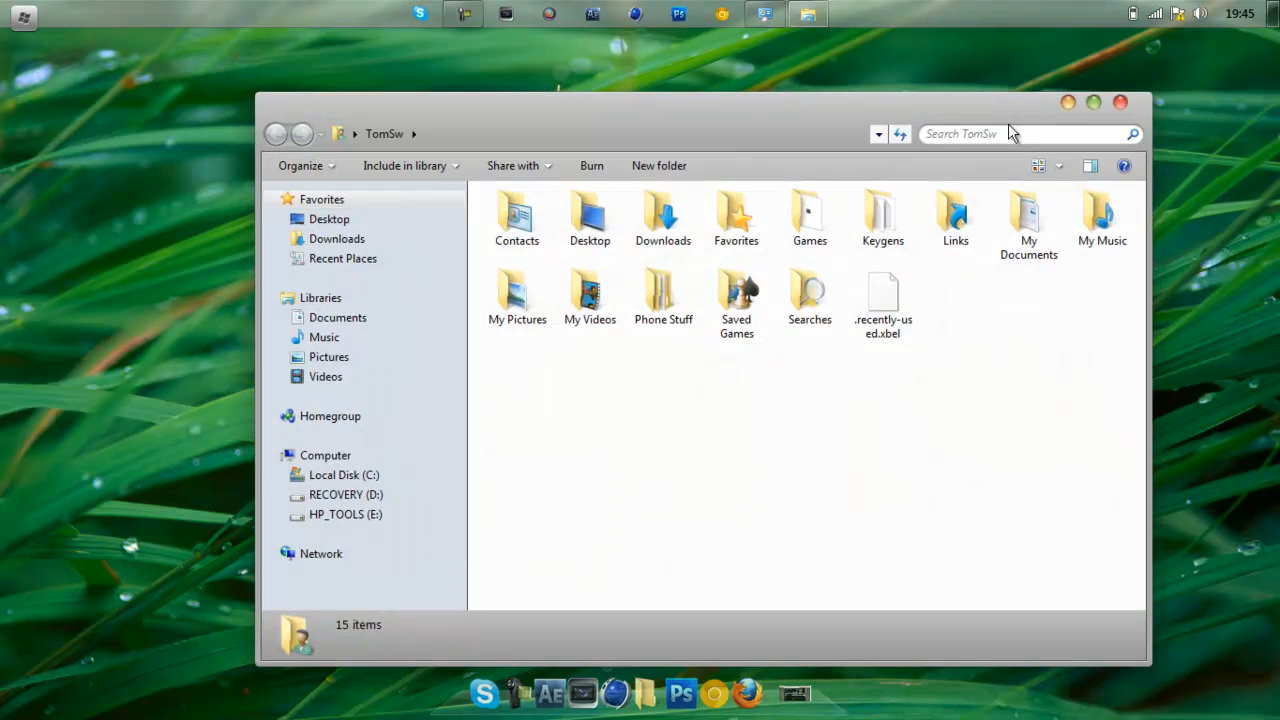 Ae Ps 19:45
TomSw Search TomSw
Organize Include in library Share with Burn New folder
Favorites
Desktop
Downloads
Recent Places
Libraries
Documents
Music
Pictures
Videos
Homegroup
Computer
Local Disk (C:)
RECOVERY (D:)
HP_TOOLS (E:)
Network
Contacts Desktop Downloads Favorites Games Keygens Links My Music
My
Documents
My Pictures My Videos Phone Stuff Saved
Games
Searches .recently-us
ed.xbel
15 items
S AE Ps